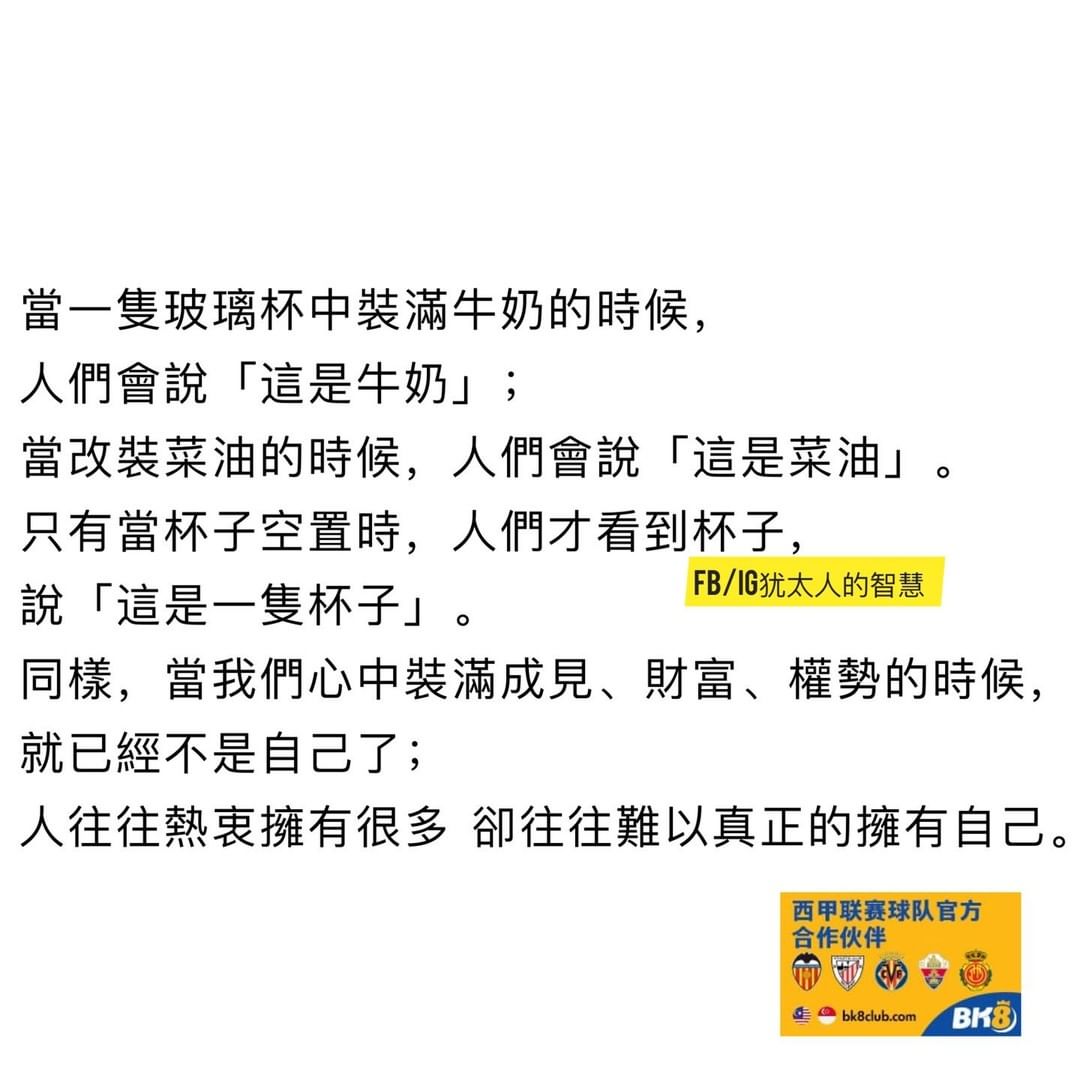 當一隻玻璃杯中裝滿牛奶的時候，
人們會說「這是牛奶」；
當改裝菜油的時候，人們會說「這是菜油」。
只有當杯子空置時，人們才看到杯子，
FB/IG犹太人的智慧
說「這是一隻杯子」。
同樣，當我們心中裝滿成見、財富、權勢的時候，
就已經不是自己了；
人往往熱衷擁有很多 卻往往難以真正的擁有自己。
西甲联赛球队官方
合作伙伴
bk8club.com
BK8